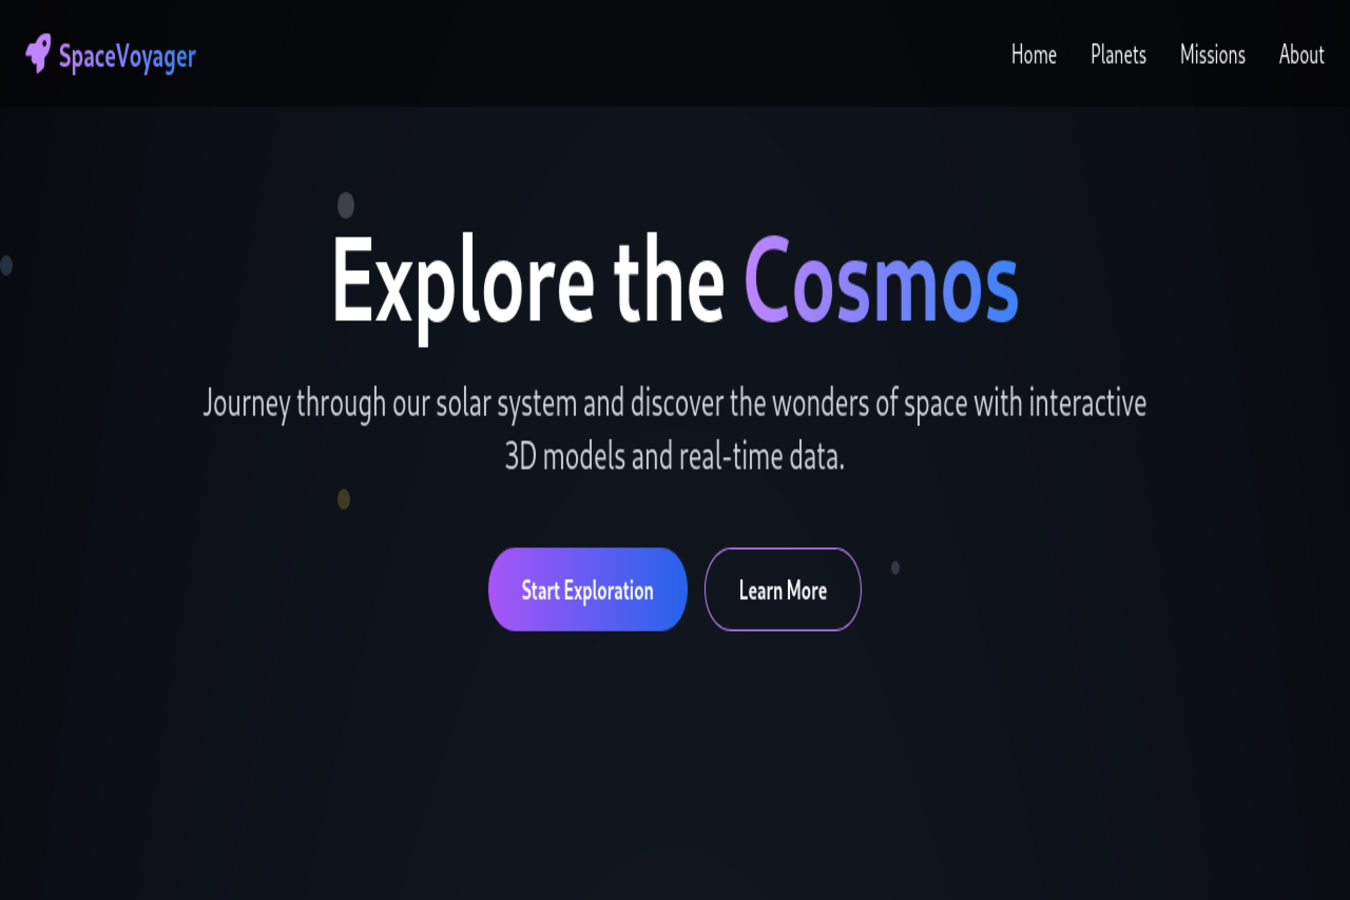 SpaceVoyager
Home Planets Missions About
Explore the Cosmos
Journey through our solar system and discover the wonders of space with interactive
3D models and real-time data.
Start Exploration
Learn More